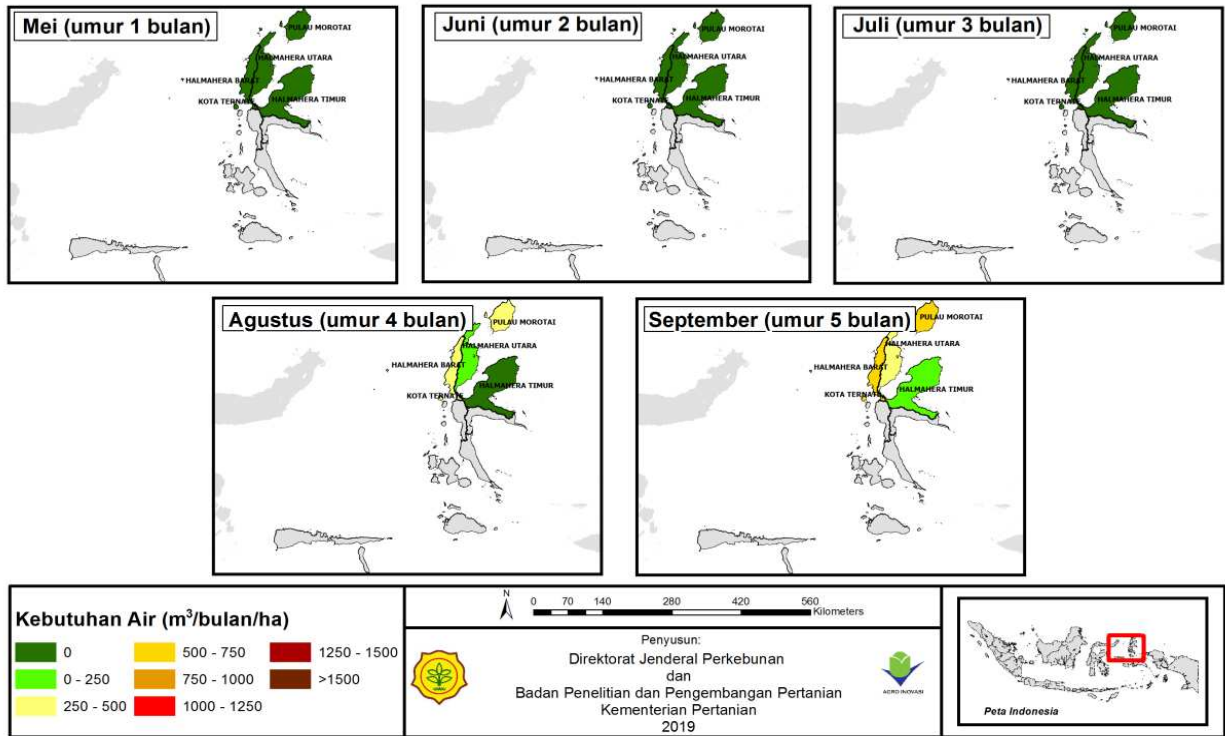 Mei (umur 1 bulan)
PULAU MOROTAI
HALMAHERA UTARA
HALMAHERA BARAT
HALMAHERA TIMUR
KOTA TERNATE
Juni (umur 2 bulan)
PULAU MOROTAI
HALMAHERA UTARA
HALMAHERA BARAT
HALMAHERA TIMUR
KOTA TERNATE
Juli (umur 3 bulan)
PULAU MOROTAI
HALMAHERA UTARA
HALMAHERA BARAT
HALMAHERA TIMUR
KOTA TERNATE
Agustus (umur 4 bulan)
PULAU MOROTAI
HALMAHERA UTARA
HALMAHERA BARAT
HALMAHERA TIMUR
KOTA TERNATE
September (umur 5 bulan)
PULAU MOROTAI
HALMAHERA UTARA
HALMAHERA BARAT
HALMAHERA TIMUR
KOTA TERNATE
Kebutuhan Air (m³/bulan/ha)
0
0 - 250
250 - 500
500 - 750
750 - 1000
1000 - 1250
1250 - 1500
>1500
N
0 70 140 280 420 560
Kilometers
Penyusun:
Direktorat Jenderal Perkebunan
dan
Badan Penelitian dan Pengembangan Pertanian
Kementerian Pertanian
2019
AGRO INOVASI
Peta Indonesia